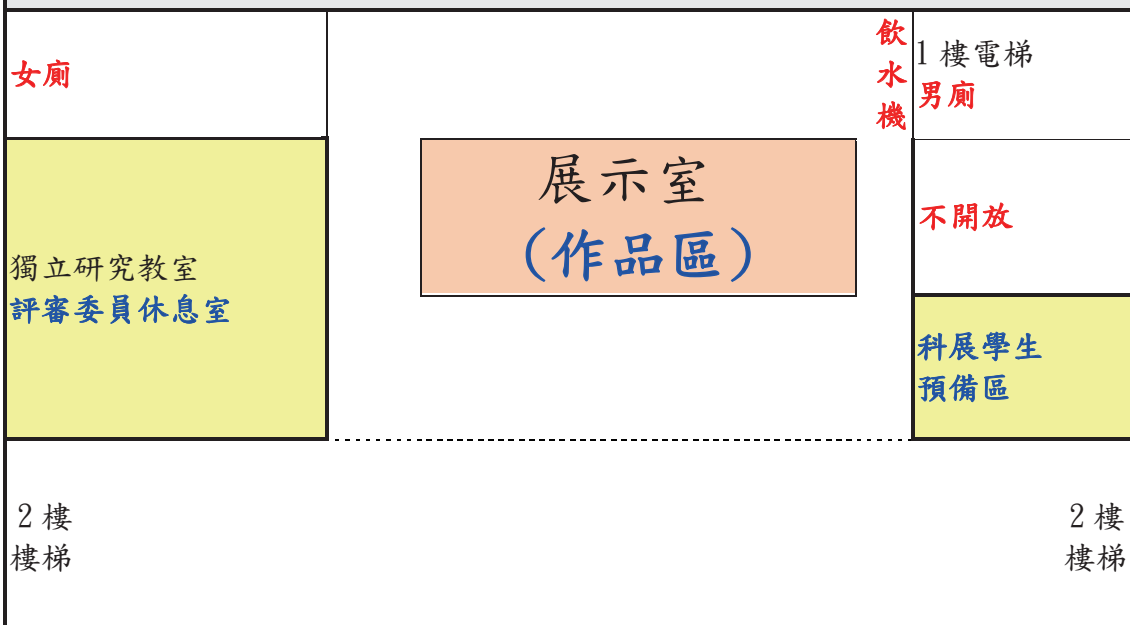 女廁
飲水機
1 樓電梯
男廁
展示室
(作品區)
不開放
獨立研究教室
評審委員休息室
科展學生
預備區
2 樓
樓梯
2 樓
樓梯